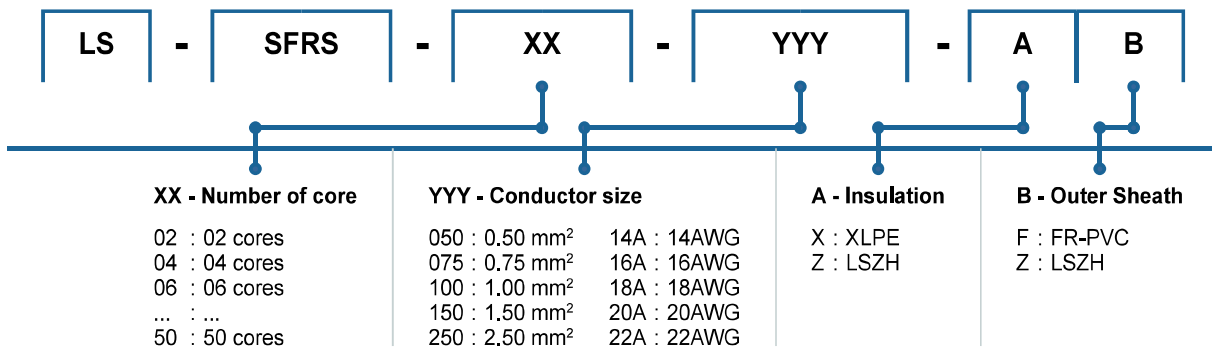 LS - SFRS - XX - YYY - A B
XX - Number of core
02 : 02 cores
04 : 04 cores
06 : 06 cores
... : ...
50 : 50 cores
YYY - Conductor size
050 : 0.50 mm² 14A : 14AWG
075 : 0.75 mm² 16A : 16AWG
100 : 1.00 mm² 18A : 18AWG
150 : 1.50 mm² 20A : 20AWG
250 : 2.50 mm² 22A : 22AWG
A - Insulation
X : XLPE
Z : LSZH
B - Outer Sheath
F : FR-PVC
Z : LSZH